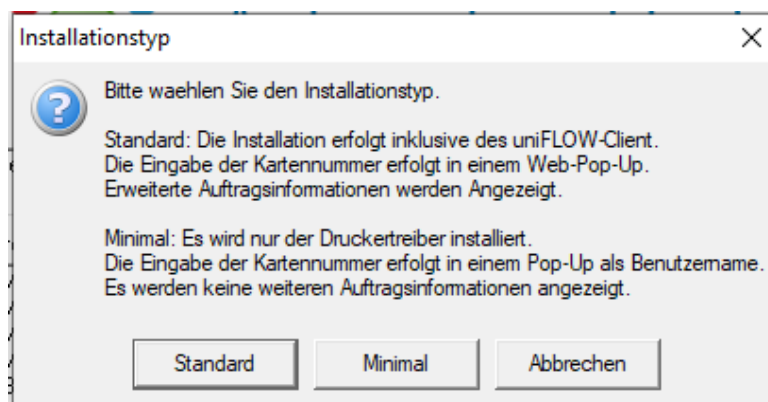 Installationstyp
Bitte waehlen Sie den Installationstyp.
Standard: Die Installation erfolgt inklusive des uniFLOW-Client.
Die Eingabe der Kartennummer erfolgt in einem Web-Pop-Up.
Erweiterte Auftragsinformationen werden Angezeigt.
Minimal: Es wird nur der Druckertreiber installiert.
Die Eingabe der Kartennummer erfolgt in einem Pop-Up als Benutzername.
Es werden keine weiteren Auftragsinformationen angezeigt.
Standard
Minimal
Abbrechen